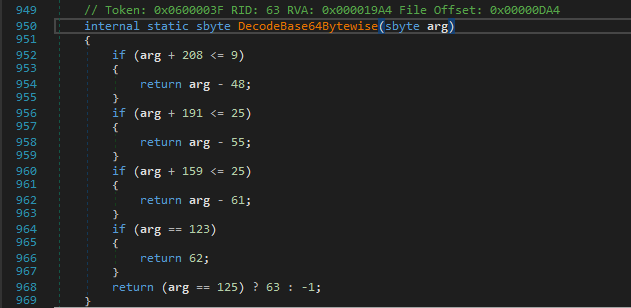 949 // Token: 0x0600003F RID: 63 RVA: 0x000019A4 File Offset: 0x00000DA4
950 internal static sbyte DecodeBase64Bytewise(sbyte arg)
951 {
952 if (arg + 208 <= 9)
953 {
954 return arg - 48;
955 }
956 if (arg + 191 <= 25)
957 {
958 return arg - 55;
959 }
960 if (arg + 159 <= 25)
961 {
962 return arg - 61;
963 }
964 if (arg == 123)
965 {
966 return 62;
967 }
968 return (arg == 125) ? 63 : -1;
969 }